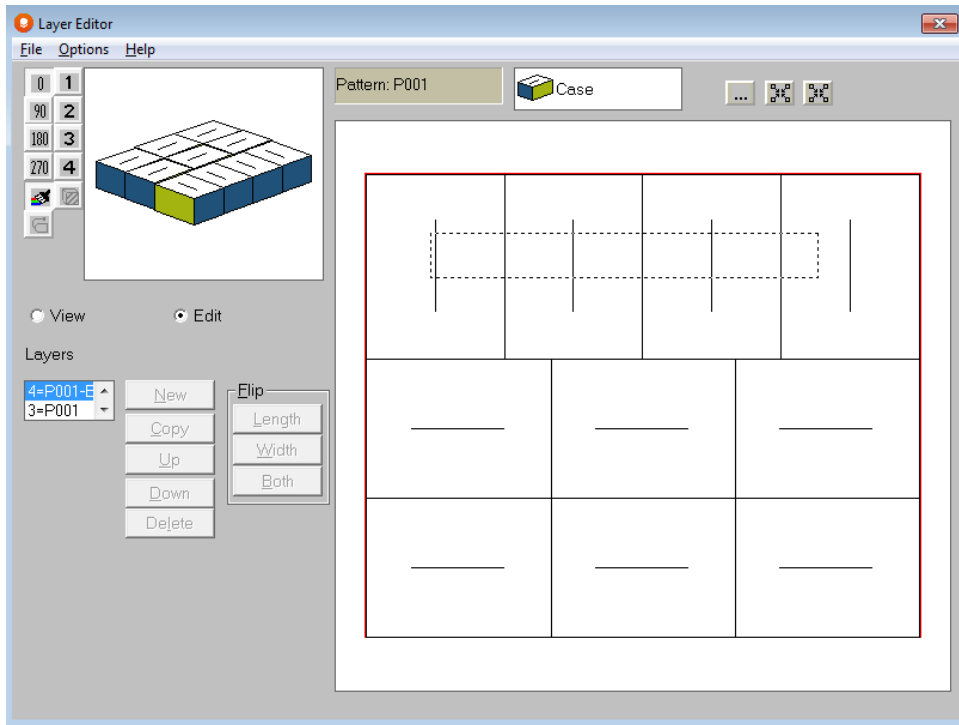 Layer Editor
File Options Help
0 1
90 2
180 3
270 4
Pattern: P001
Case
...
View
Edit
Layers
4=P001-E
3=P001
New
Copy
Up
Down
Delete
Flip
Length
Width
Both